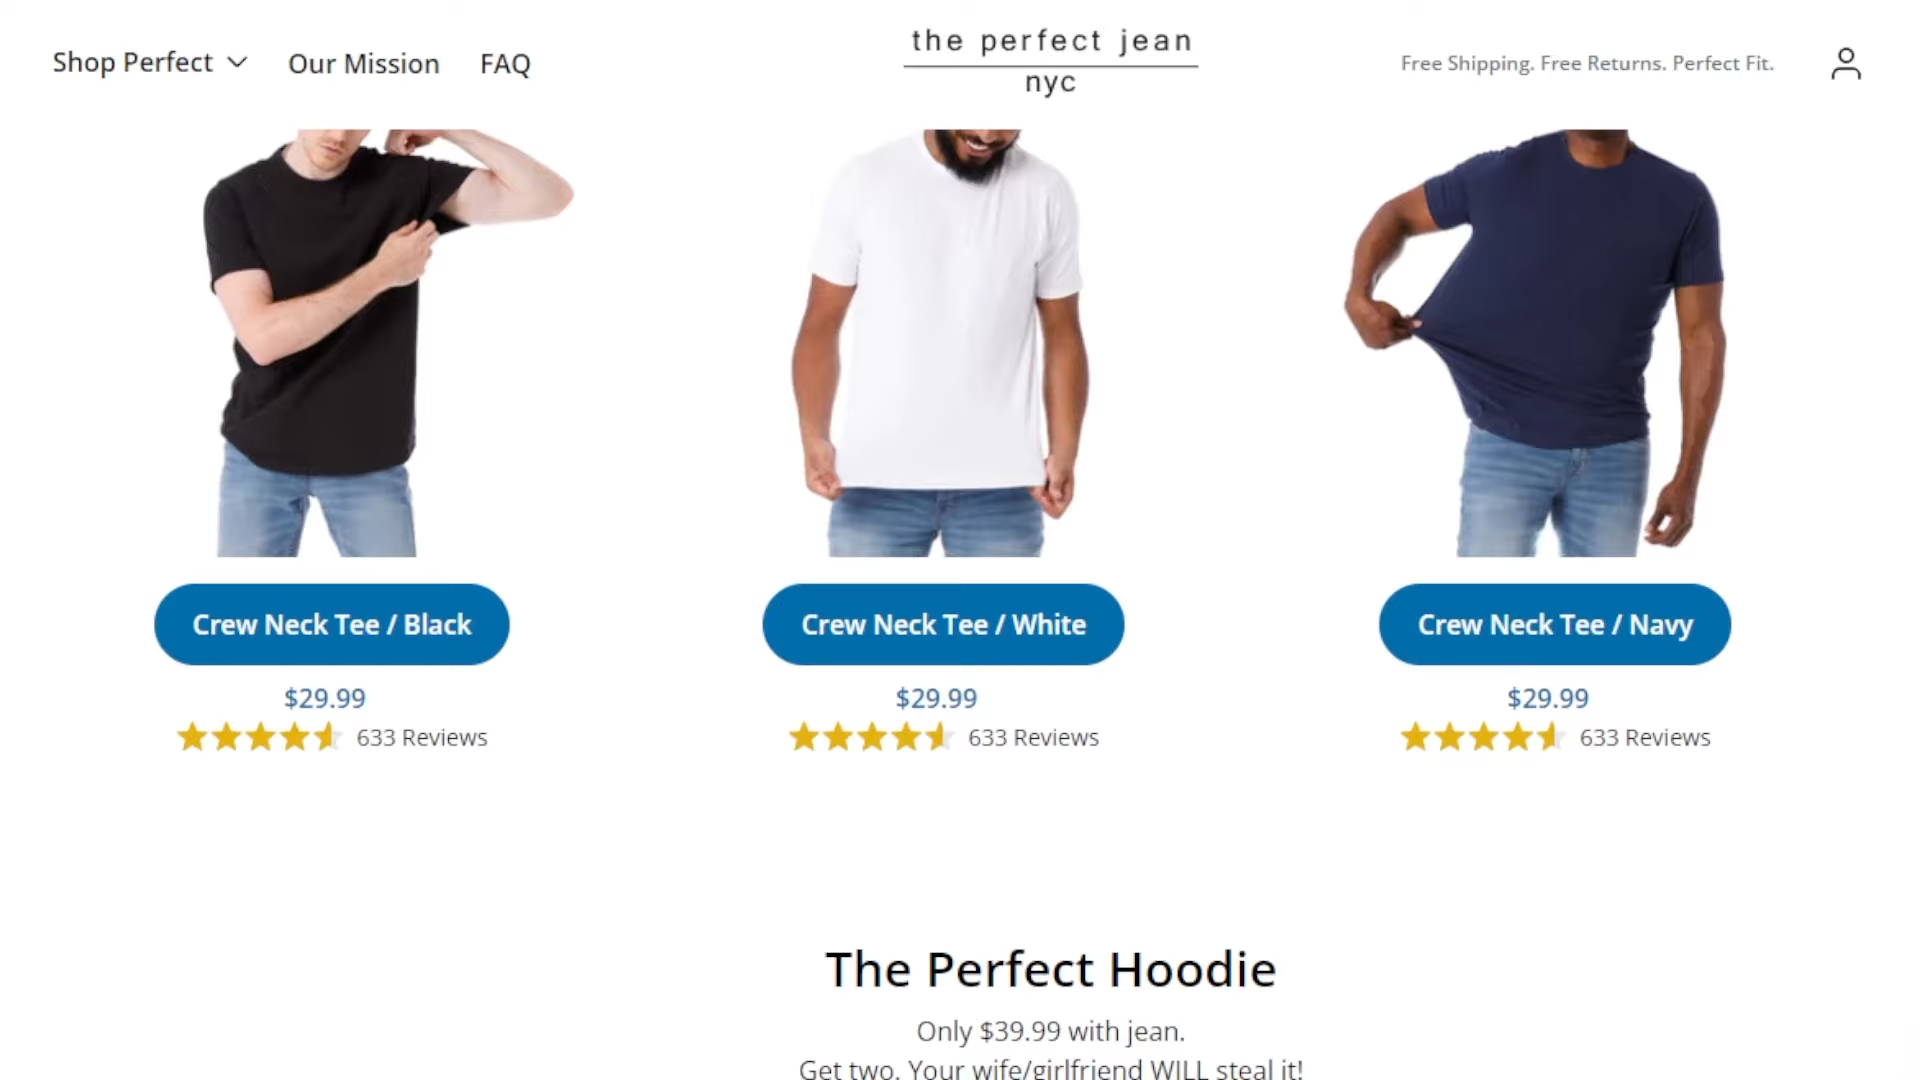 Shop Perfect
Our Mission
FAQ
the perfect jean
nyc
Free Shipping. Free Returns. Perfect Fit.
Crew Neck Tee / Black
$29.99
633 Reviews
Crew Neck Tee / White
$29.99
633 Reviews
Crew Neck Tee / Navy
$29.99
633 Reviews
The Perfect Hoodie
Only $39.99 with jean.
Get two. Your wife/girlfriend WILL steal it!